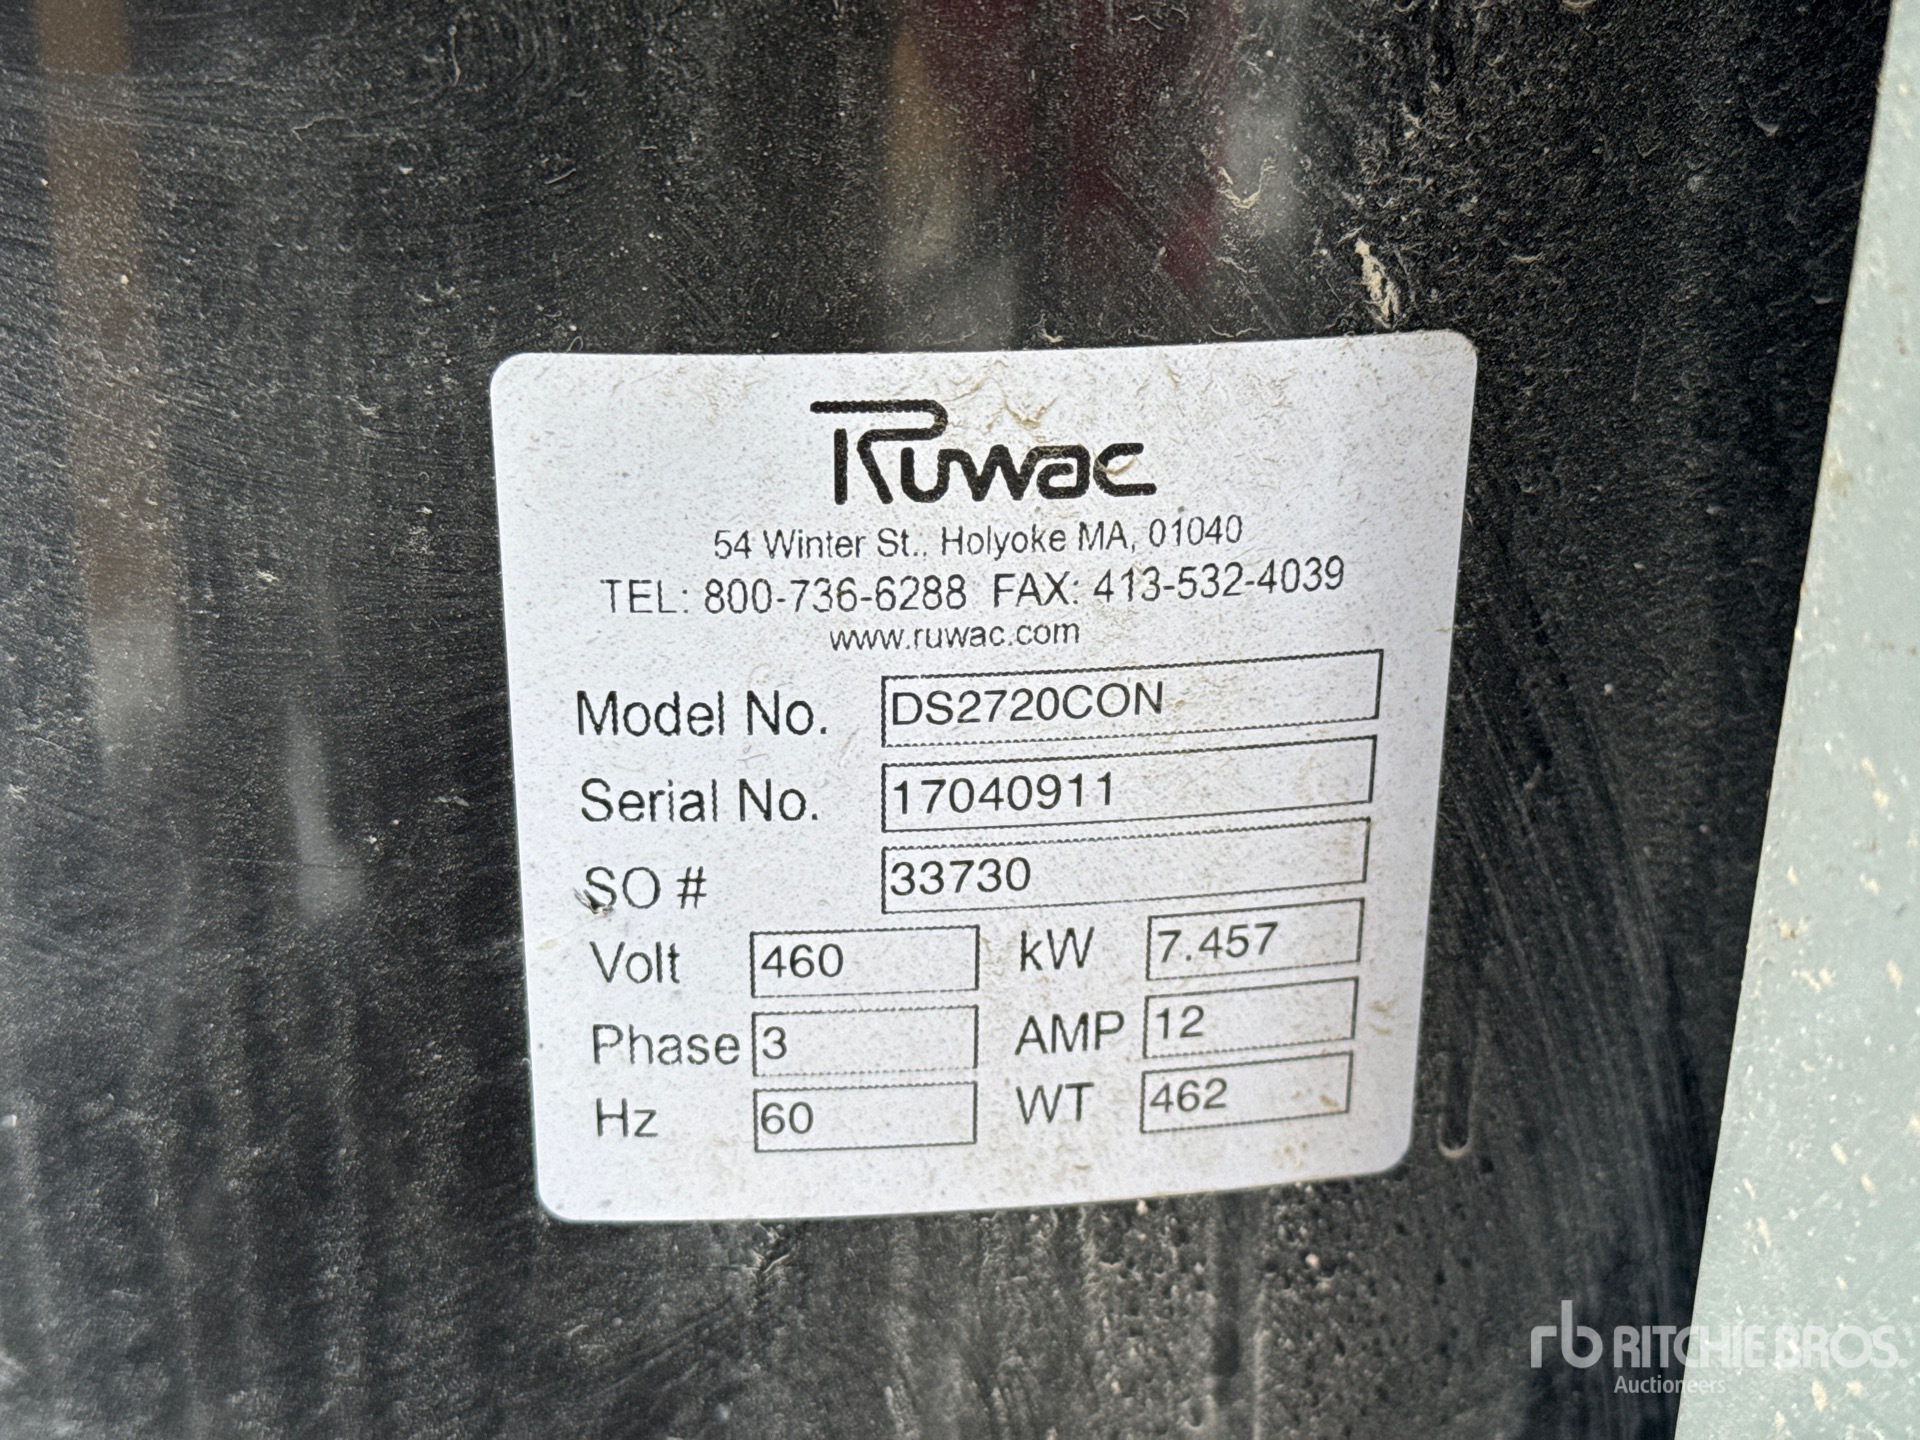 Ruwac
54 Winter St., Holyoke MA, 01040
TEL: 800-736-6288 FAX: 413-532-4039
www.ruwac.com
Model No. DS2720CON
Serial No. 17040911
SO # 33730
Volt 460 kW 7.457
Phase 3 AMP 12
Hz 60 WT 462
rb RITCHIE BROS.
Auctioneers